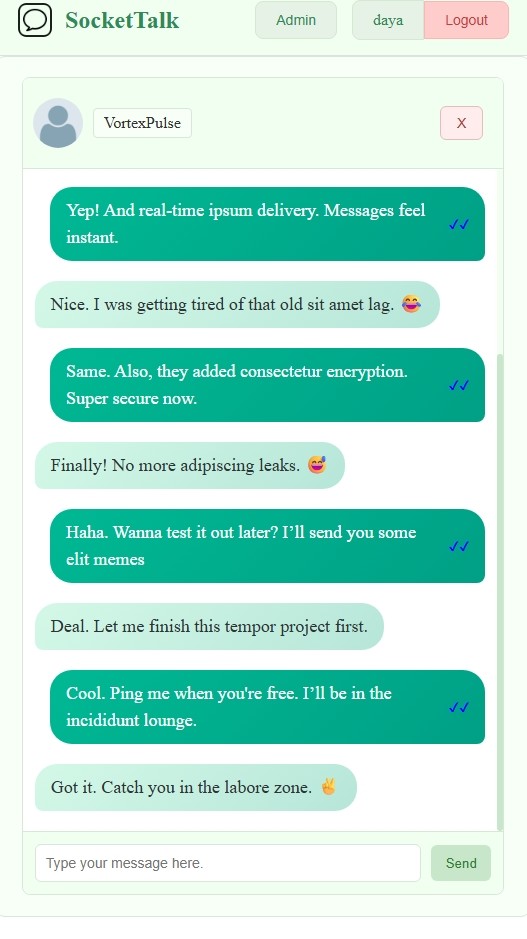 SocketTalk
Admin
daya
Logout
VortexPulse
X
Yep! And real-time ipsum delivery. Messages feel
instant.
Nice. I was getting tired of that old sit amet lag. 😂
Same. Also, they added consectetur encryption.
Super secure now.
Finally! No more adipiscing leaks. 😅
Haha. Wanna test it out later? I’ll send you some
elit memes
Deal. Let me finish this tempor project first.
Cool. Ping me when you're free. I’ll be in the
incididunt lounge.
Got it. Catch you in the labore zone. ✌️
Type your message here.
Send